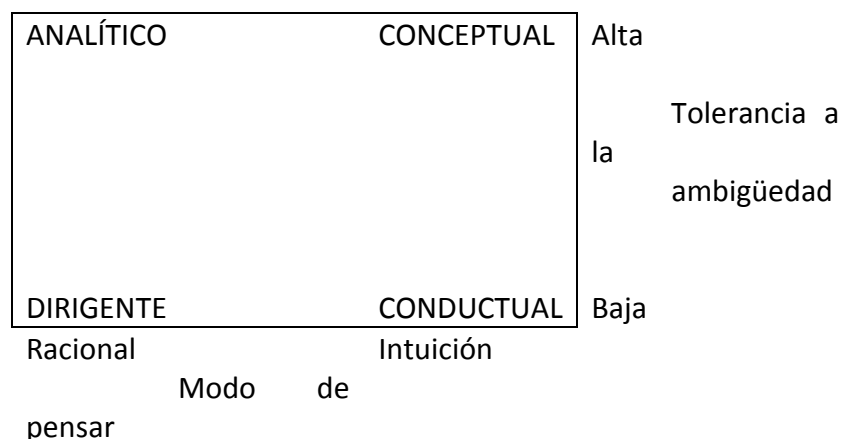 ANALÍTICO CONCEPTUAL Alta
Tolerancia a
la
ambigüedad
DIRIGENTE CONDUCTUAL Baja
Racional Intuición
Modo de
pensar